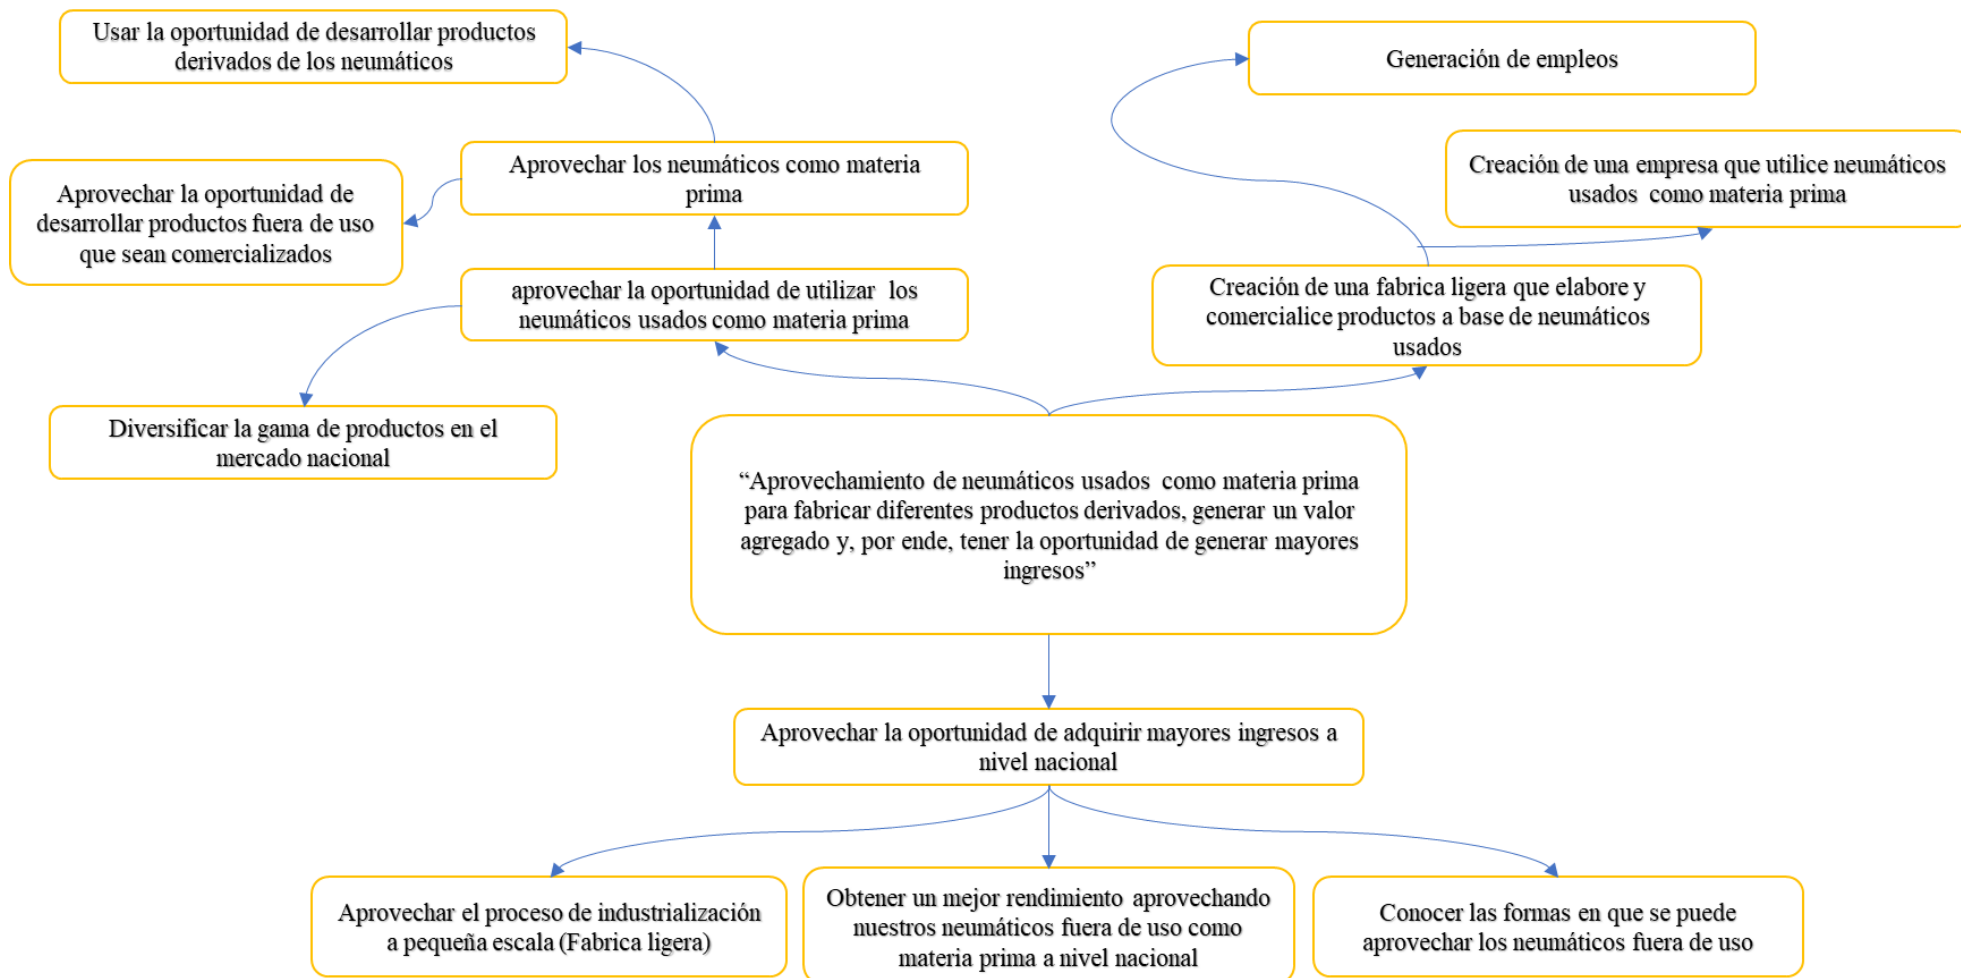 Usar la oportunidad de desarrollar productos
derivados de los neumáticos
Generación de empleos
Aprovechar los neumáticos como materia
prima
Creación de una empresa que utilice neumáticos
usados como materia prima
Aprovechar la oportunidad de
desarrollar productos fuera de uso
que sean comercializados
aprovechar la oportunidad de utilizar los
neumáticos usados como materia prima
Creación de una fabrica ligera que elabore y
comercialice productos a base de neumáticos
usados
Diversificar la gama de productos en el
mercado nacional
“Aprovechamiento de neumáticos usados como materia prima
para fabricar diferentes productos derivados, generar un valor
agregado y, por ende, tener la oportunidad de generar mayores
ingresos”
Aprovechar la oportunidad de adquirir mayores ingresos a
nivel nacional
Aprovechar el proceso de industrialización
a pequeña escala (Fabrica ligera)
Obtener un mejor rendimiento aprovechando
nuestros neumáticos fuera de uso como
materia prima a nivel nacional
Conocer las formas en que se puede
aprovechar los neumáticos fuera de uso